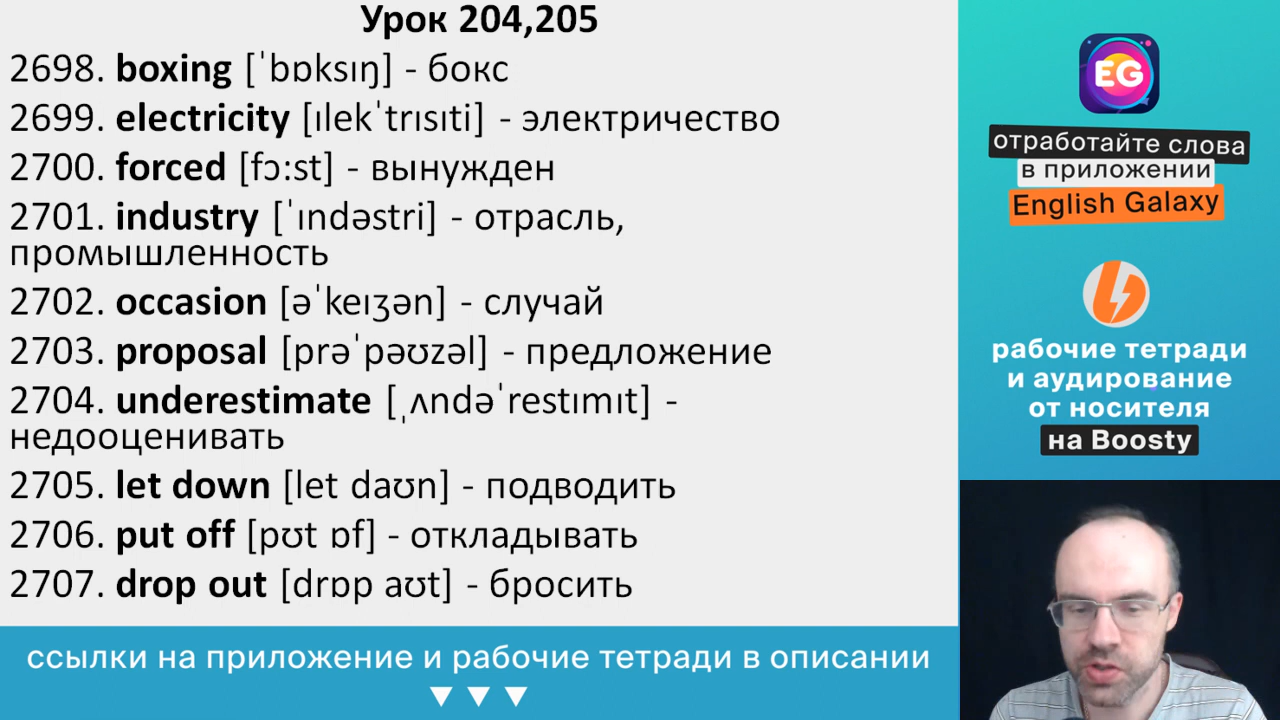 Урок 204,205
2698. boxing [ˈbɒksɪŋ] - бокс
2699. electricity [ɪlekˈtrɪsɪti] - электричество
2700. forced [fɔːst] - вынужден
2701. industry [ˈɪndəstri] - отрасль,
промышленность
2702. occasion [əˈkeɪʒən] - случай
2703. proposal [prəˈpəʊzəl] - предложение
2704. underestimate [ˌʌndəˈrestɪmɪt] -
недооценивать
2705. let down [let daʊn] - подводить
2706. put off [pʊt ɒf] - откладывать
2707. drop out [drɒp aʊt] - бросить
ссылки на приложение и рабочие тетради в описании
EG
отработайте слова
в приложении
English Galaxy
рабочие тетради
и аудирование
от носителя
на Boosty